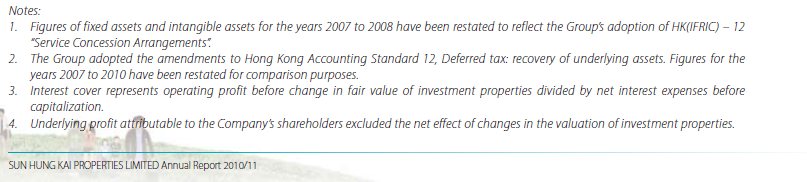 Notes:
1. Figures of fixed assets and intangible assets for the years 2007 to 2008 have been restated to reflect the Group's adoption of HK(IFRIC) – 12
"Service Concession Arrangements".
2. The Group adopted the amendments to Hong Kong Accounting Standard 12, Deferred tax: recovery of underlying assets. Figures for the
years 2007 to 2010 have been restated for comparison purposes.
3. Interest cover represents operating profit before change in fair value of investment properties divided by net interest expenses before
capitalization.
4. Underlying profit attributable to the Company's shareholders excluded the net effect of changes in the valuation of investment properties.
SUN HUNG KAI PROPERTIES LIMITED Annual Report 2010/11